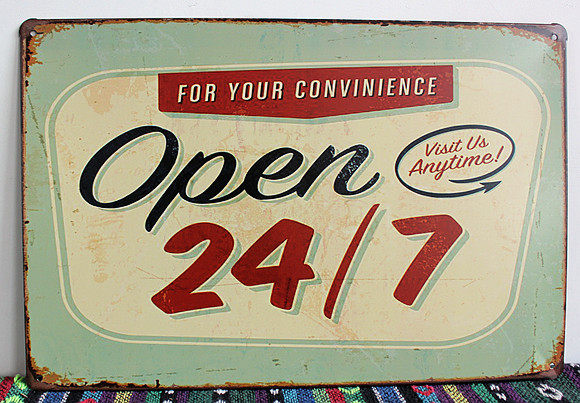 FOR YOUR CONVINIENCE
Open
Visit Us
Anytime!
24/7